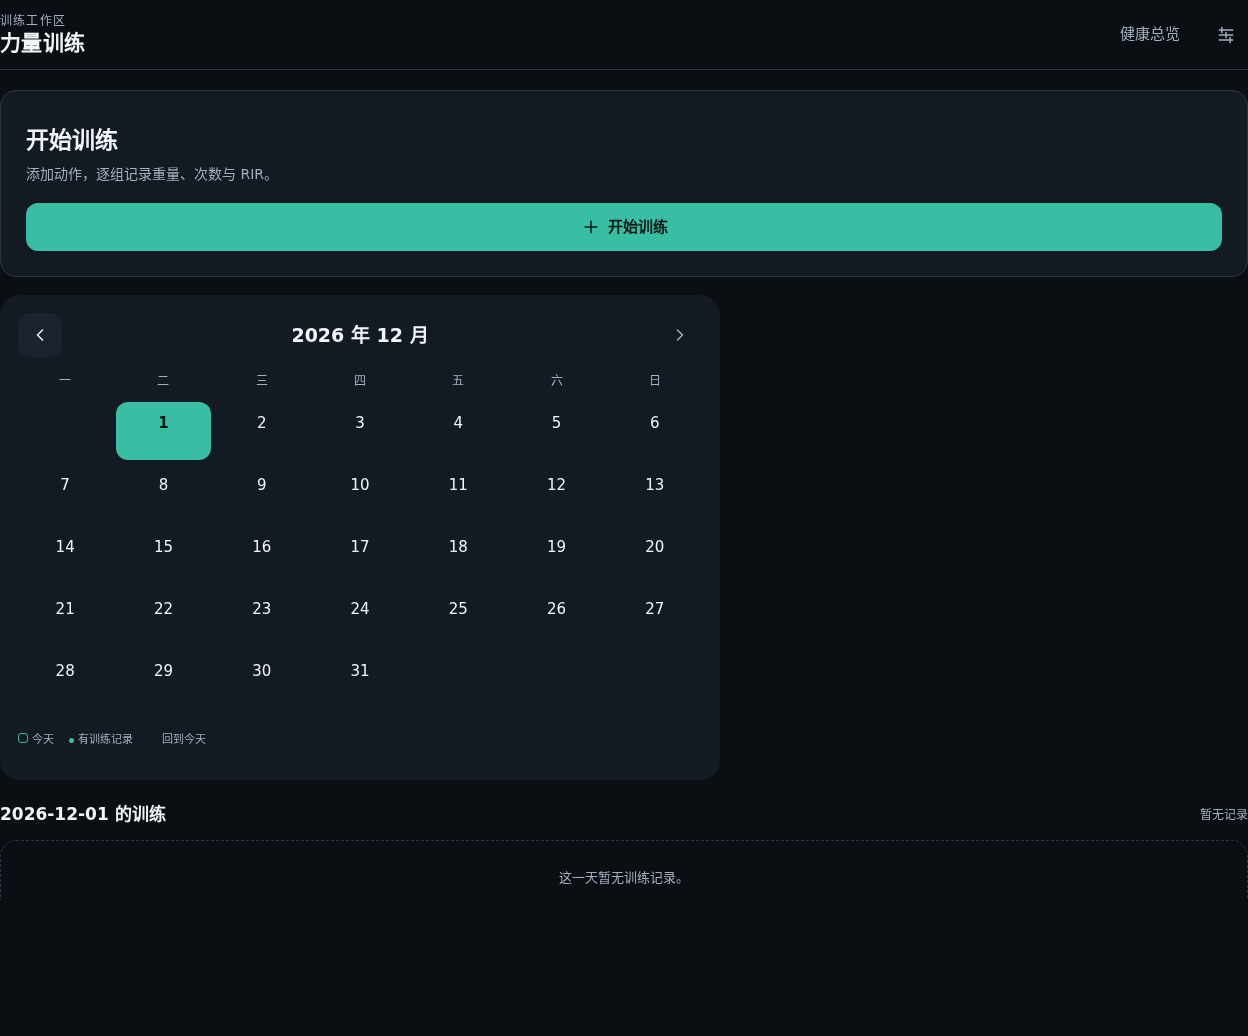 训练工作区
力量训练
健康总览
开始训练
添加动作，逐组记录重量、次数与 RIR。
开始训练
2026 年 12 月
一 二 三 四 五 六 日
1 2 3 4 5 6
7 8 9 10 11 12 13
14 15 16 17 18 19 20
21 22 23 24 25 26 27
28 29 30 31
今天 有训练记录 回到今天
2026-12-01 的训练 暂无记录
这一天暂无训练记录。